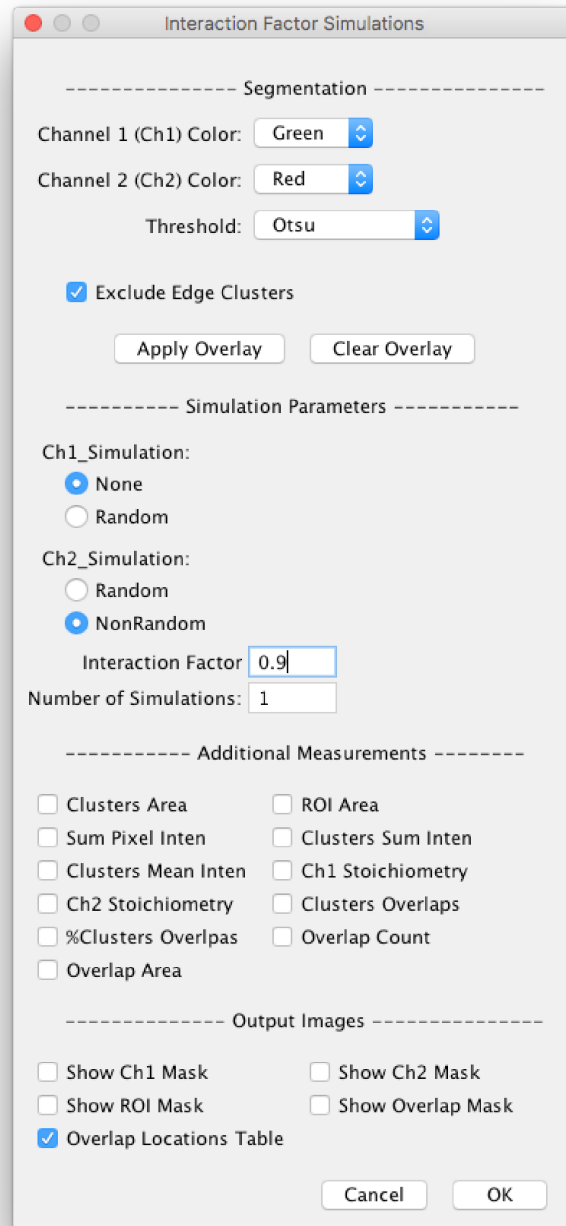 Interaction Factor Simulations
--------------- Segmentation ---------------
Channel 1 (Ch1) Color: Green
Channel 2 (Ch2) Color: Red
Threshold: Otsu
Exclude Edge Clusters
Apply Overlay Clear Overlay
---------- Simulation Parameters -----------
Ch1_Simulation:
None
Random
Ch2_Simulation:
Random
NonRandom
Interaction Factor 0.9
Number of Simulations: 1
----------- Additional Measurements --------
Clusters Area ROI Area
Sum Pixel Inten Clusters Sum Inten
Clusters Mean Inten Ch1 Stoichiometry
Ch2 Stoichiometry Clusters Overlaps
%Clusters Overlpas Overlap Count
Overlap Area
-------------- Output Images ---------------
Show Ch1 Mask Show Ch2 Mask
Show ROI Mask Show Overlap Mask
Overlap Locations Table
Cancel OK